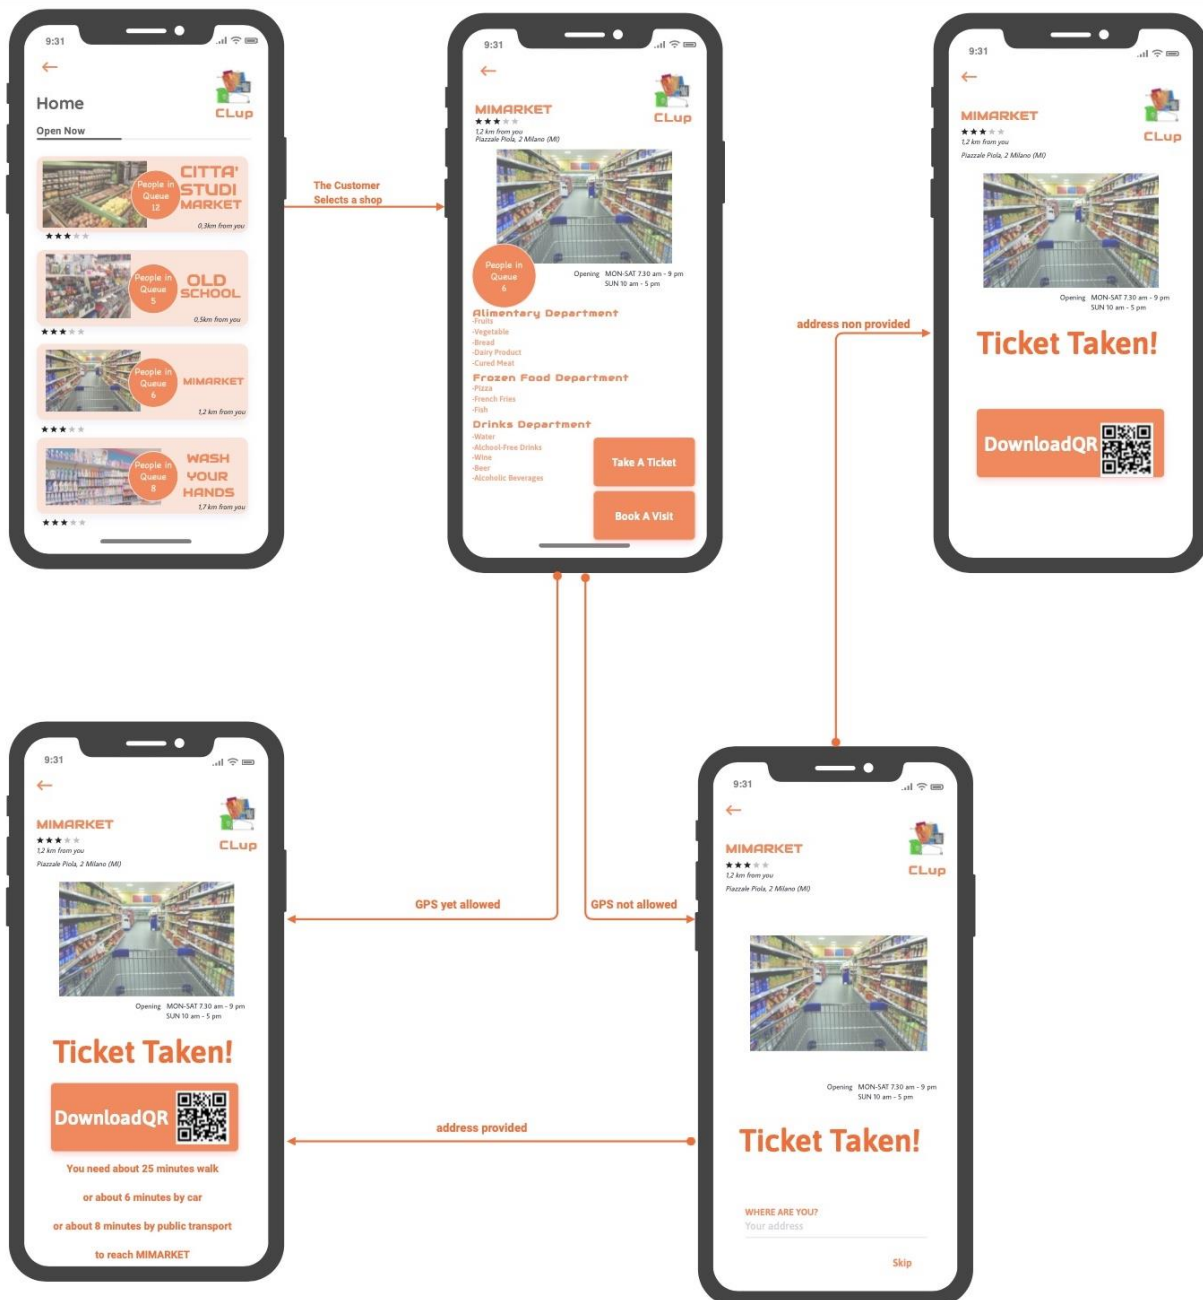 9:31
Home
CLup
Open Now
People in
Queue
12
CITTA'
STUDI
MARKET
0,3km from you
People in
Queue
5
OLD
SCHOOL
0,5km from you
People in
Queue
6
MIMARKET
1,2 km from you
People in
Queue
8
WASH
YOUR
HANDS
1,7 km from you
The Customer
Selects a shop
9:31
CLup
MIMARKET
1,2 km from you
Piazzale Piola, 2 Milano (MI)
People in
Queue
6
Opening MON-SAT 7.30 am - 9 pm
SUN 10 am - 5 pm
Alimentary Department
-Fruits
-Vegetable
-Bread
-Dairy Product
-Cured Meat
Frozen Food Department
-Pizza
-French Fries
-Fish
Drinks Department
-Water
-Alchool-Free Drinks
-Wine
-Beer
-Alcoholic Beverages
Take A Ticket
Book A Visit
address non provided
9:31
CLup
MIMARKET
1,2 km from you
Piazzale Piola, 2 Milano (MI)
Opening MON-SAT 7.30 am - 9 pm
SUN 10 am - 5 pm
Ticket Taken!
DownloadQR
9:31
CLup
MIMARKET
1,2 km from you
Piazzale Piola, 2 Milano (MI)
Opening MON-SAT 7.30 am - 9 pm
SUN 10 am - 5 pm
Ticket Taken!
DownloadQR
You need about 25 minutes walk
or about 6 minutes by car
or about 8 minutes by public transport
to reach MIMARKET
GPS yet allowed
GPS not allowed
address provided
9:31
CLup
MIMARKET
1,2 km from you
Piazzale Piola, 2 Milano (MI)
Opening MON-SAT 7.30 am - 9 pm
SUN 10 am - 5 pm
Ticket Taken!
WHERE ARE YOU?
Your address
Skip